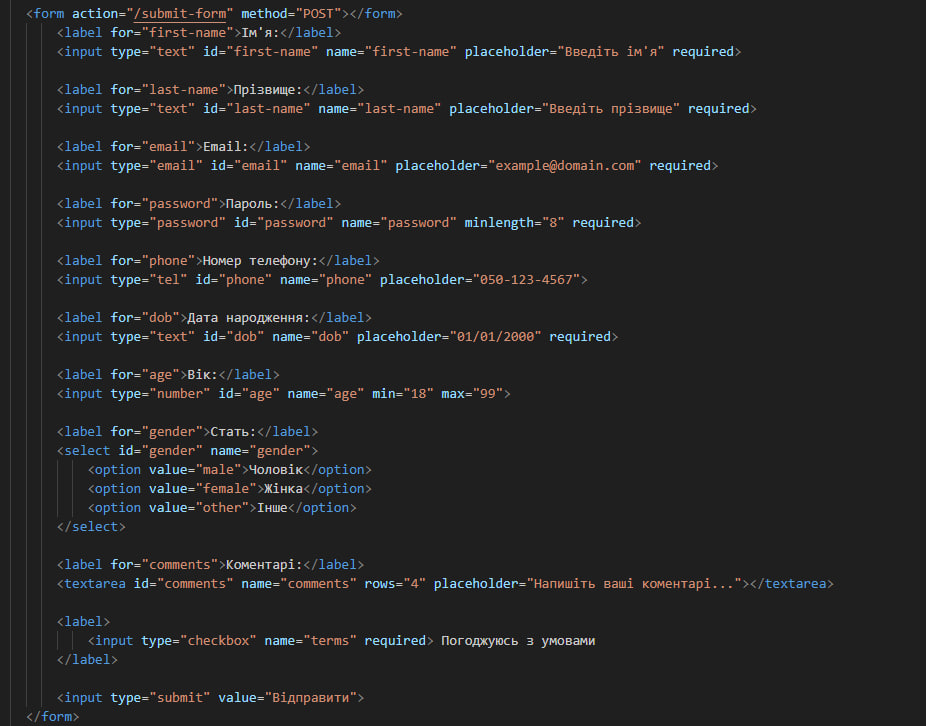 <form action="/submit-form" method="POST"></form>
<label for="first-name">Ім'я:</label>
<input type="text" id="first-name" name="first-name" placeholder="Введіть ім'я" required>
<label for="last-name">Прізвище:</label>
<input type="text" id="last-name" name="last-name" placeholder="Введіть прізвище" required>
<label for="email">Email:</label>
<input type="email" id="email" name="email" placeholder="example@domain.com" required>
<label for="password">Пароль:</label>
<input type="password" id="password" name="password" minlength="8" required>
<label for="phone">Номер телефону:</label>
<input type="tel" id="phone" name="phone" placeholder="050-123-4567">
<label for="dob">Дата народження:</label>
<input type="text" id="dob" name="dob" placeholder="01/01/2000" required>
<label for="age">Вік:</label>
<input type="number" id="age" name="age" min="18" max="99">
<label for="gender">Стать:</label>
<select id="gender" name="gender">
<option value="male">Чоловік</option>
<option value="female">Жінка</option>
<option value="other">Інше</option>
</select>
<label for="comments">Коментарі:</label>
<textarea id="comments" name="comments" rows="4" placeholder="Напишіть ваші коментарі..."></textarea>
<label>
<input type="checkbox" name="terms" required> Погоджуюсь з умовами
</label>
<input type="submit" value="Відправити">
</form>